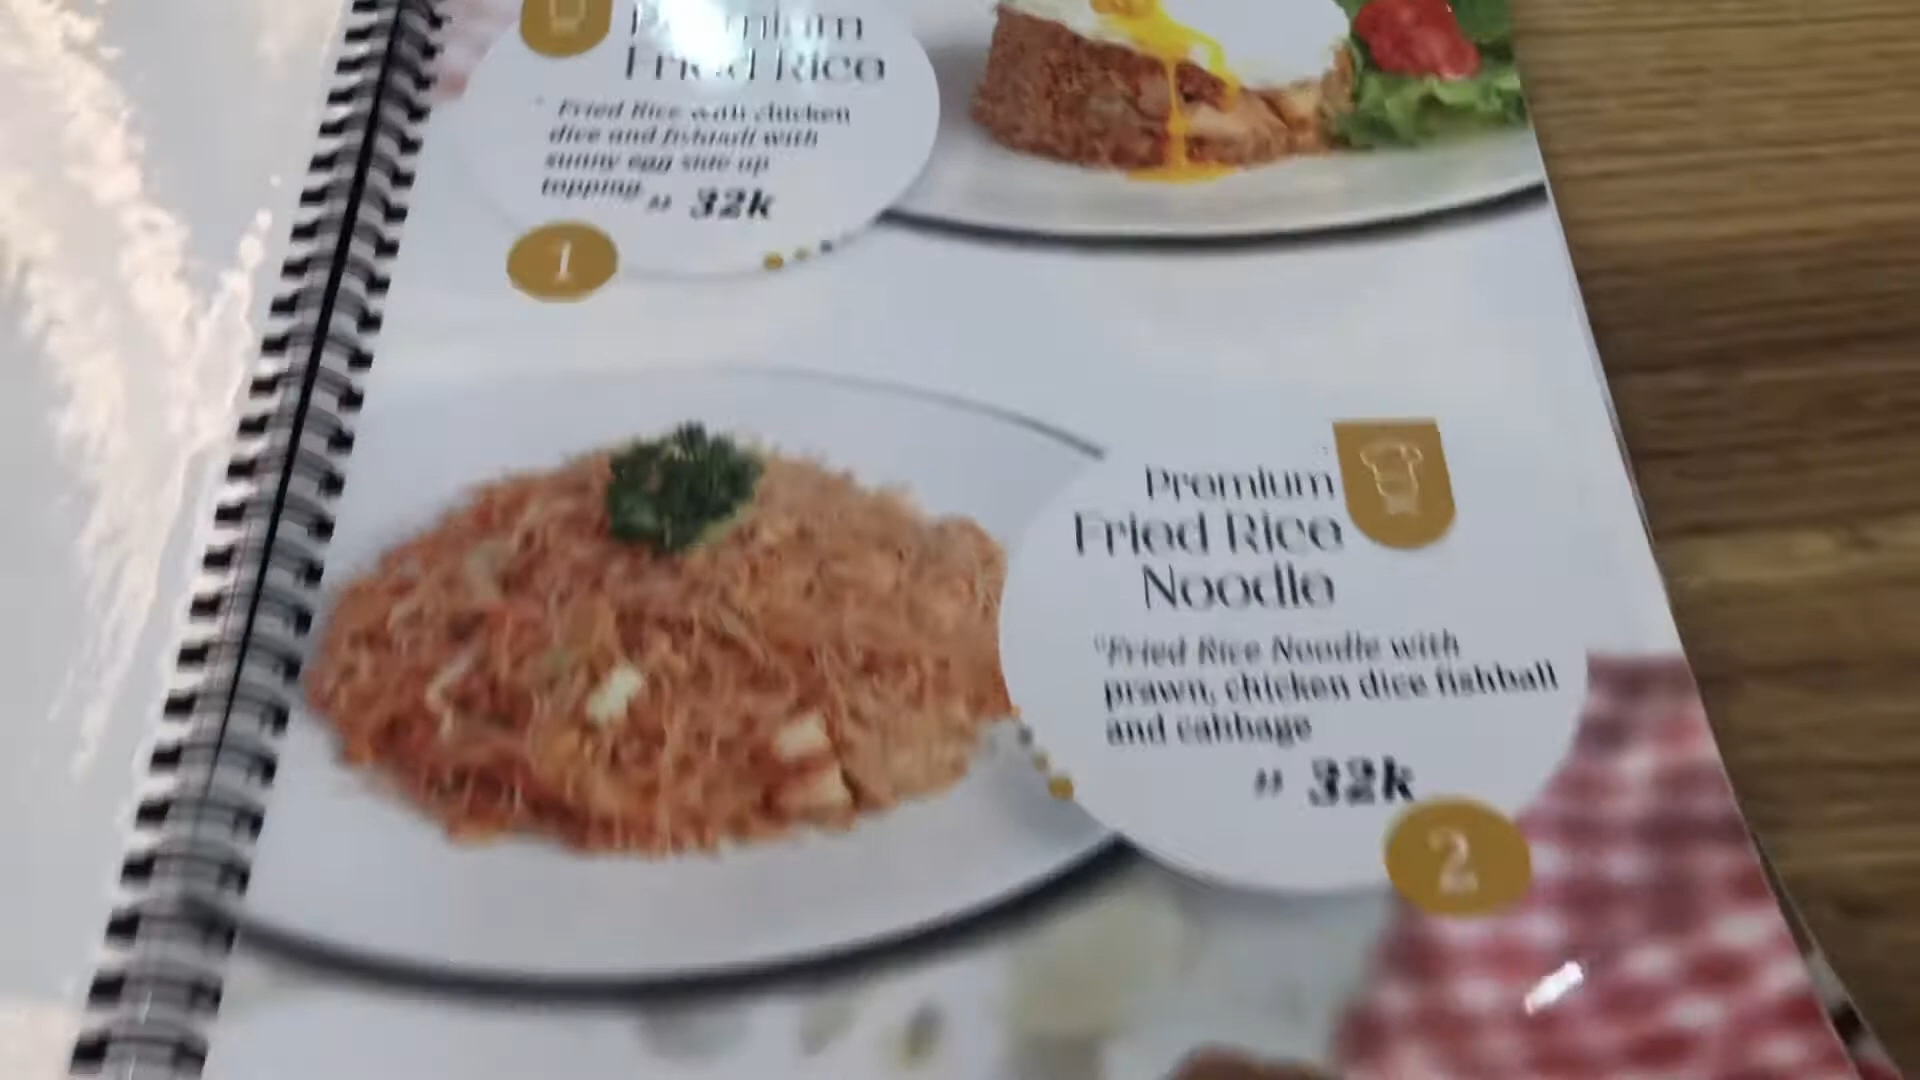 Premium
Fried Rice
" Fried Rice with chicken
dice and fishball with
sunny egg side up
topping " 32k
1
Premium
Fried Rice
Noodle
"Fried Rice Noodle with
prawn, chicken dice fishball
and cabbage
" 32k
2